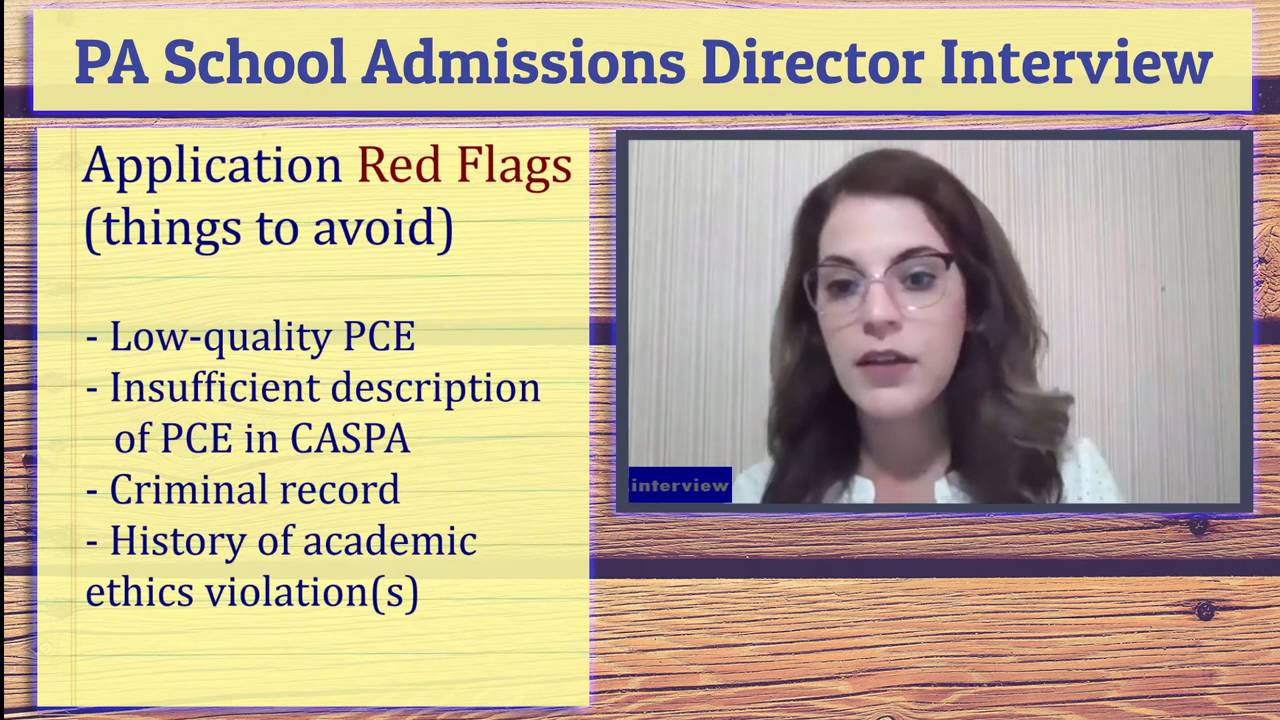 PA School Admissions Director Interview
Application Red Flags
(things to avoid)
- Low-quality PCE
- Insufficient description
of PCE in CASPA
- Criminal record
- History of academic
ethics violation(s)
interview